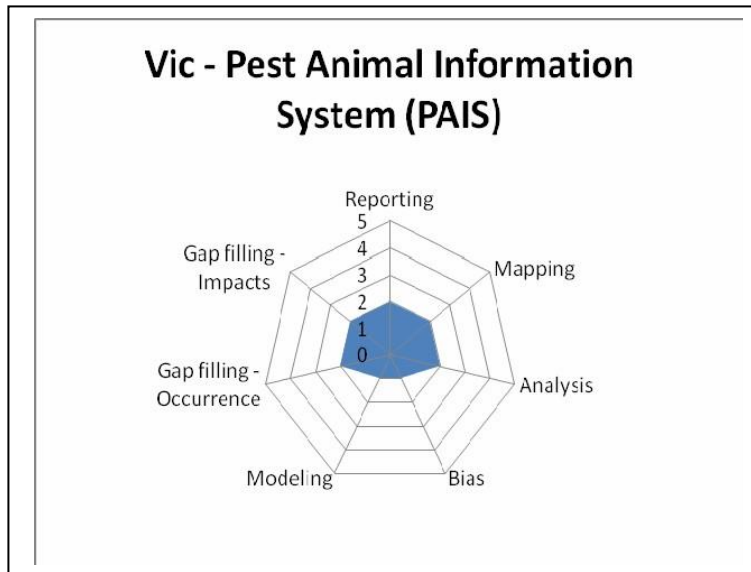 Vic - Pest Animal Information
System (PAIS)
Reporting
5
4
3
2
1
0
Mapping
Analysis
Bias
Modeling
Gap filling -
Occurrence
Gap filling -
Impacts